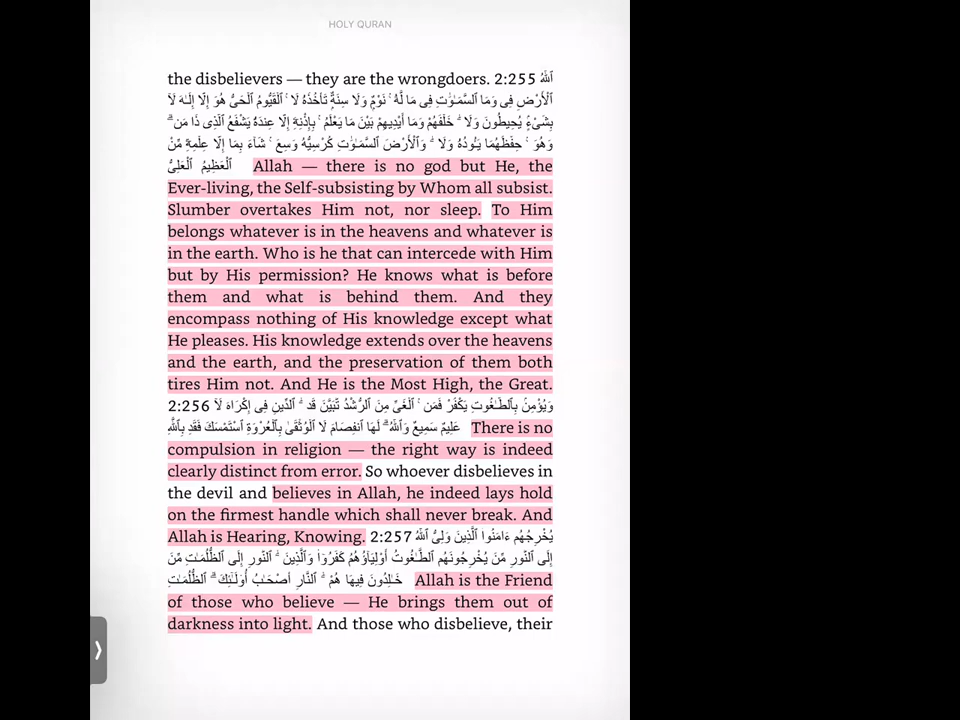 HOLY QURAN
the disbelievers — they are the wrongdoers. 2:255 ٱللَّهُ
لَآ إِلَـٰهَ إِلَّا هُوَ ٱلْحَىُّ ٱلْقَيُّومُ ۚ لَا تَأْخُذُهُۥ سِنَةٌ وَلَا نَوْمٌ ۚ لَّهُۥ مَا فِى ٱلسَّمَـٰوَٰتِ وَمَا فِى ٱلْأَرْضِ
ۗ مَن ذَا ٱلَّذِى يَشْفَعُ عِندَهُۥٓ إِلَّا بِإِذْنِهِۦ ۚ يَعْلَمُ مَا بَيْنَ أَيْدِيهِمْ وَمَا خَلْفَهُمْ ۖ وَلَا يُحِيطُونَ بِشَىْءٍ
مِّنْ عِلْمِهِۦٓ إِلَّا بِمَا شَآءَ ۚ وَسِعَ كُرْسِيُّهُ ٱلسَّمَـٰوَٰتِ وَٱلْأَرْضَ ۖ وَلَا يَـُٔودُهُۥ حِفْظُهُمَا ۚ وَهُوَ
ٱلْعَلِىُّ ٱلْعَظِيمُ Allah — there is no god but He, the
Ever-living, the Self-subsisting by Whom all subsist.
Slumber overtakes Him not, nor sleep. To Him
belongs whatever is in the heavens and whatever is
in the earth. Who is he that can intercede with Him
but by His permission? He knows what is before
them and what is behind them. And they
encompass nothing of His knowledge except what
He pleases. His knowledge extends over the heavens
and the earth, and the preservation of them both
tires Him not. And He is the Most High, the Great.
2:256 لَآ إِكْرَاهَ فِى ٱلدِّينِ ۖ قَد تَّبَيَّنَ ٱلرُّشْدُ مِنَ ٱلْغَىِّ ۚ فَمَن يَكْفُرْ بِٱلطَّـٰغُوتِ وَيُؤْمِنۢ
بِٱللَّهِ فَقَدِ ٱسْتَمْسَكَ بِٱلْعُرْوَةِ ٱلْوُثْقَىٰ لَا ٱنفِصَامَ لَهَا ۗ وَٱللَّهُ سَمِيعٌ عَلِيمٌ There is no
compulsion in religion — the right way is indeed
clearly distinct from error. So whoever disbelieves in
the devil and believes in Allah, he indeed lays hold
on the firmest handle which shall never break. And
Allah is Hearing, Knowing. 2:257 ٱللَّهُ وَلِىُّ ٱلَّذِينَ ءَامَنُوا۟ يُخْرِجُهُم
مِّنَ ٱلظُّلُمَـٰتِ إِلَى ٱلنُّورِ ۖ وَٱلَّذِينَ كَفَرُوٓا۟ أَوْلِيَآؤُهُمُ ٱلطَّـٰغُوتُ يُخْرِجُونَهُم مِّنَ ٱلنُّورِ إِلَى
ٱلظُّلُمَـٰتِ ۗ أُو۟لَـٰٓئِكَ أَصْحَـٰبُ ٱلنَّارِ ۖ هُمْ فِيهَا خَـٰلِدُونَ Allah is the Friend
of those who believe — He brings them out of
darkness into light. And those who disbelieve, their